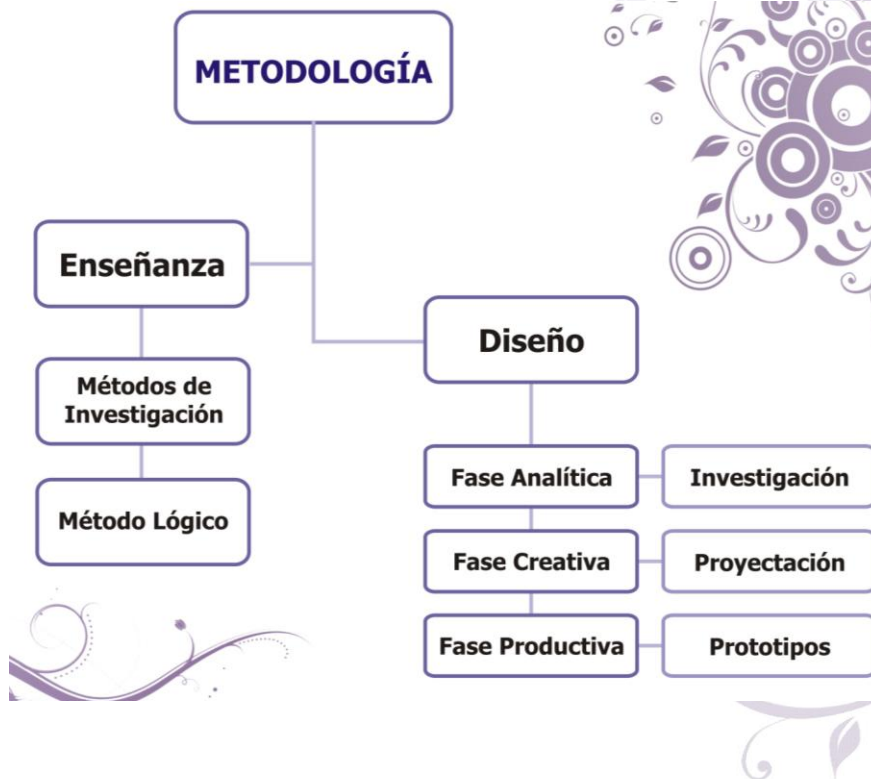 METODOLOGÍA
Enseñanza
Métodos de
Investigación
Método Lógico
Diseño
Fase Analítica
Investigación
Fase Creativa
Proyectación
Fase Productiva
Prototipos